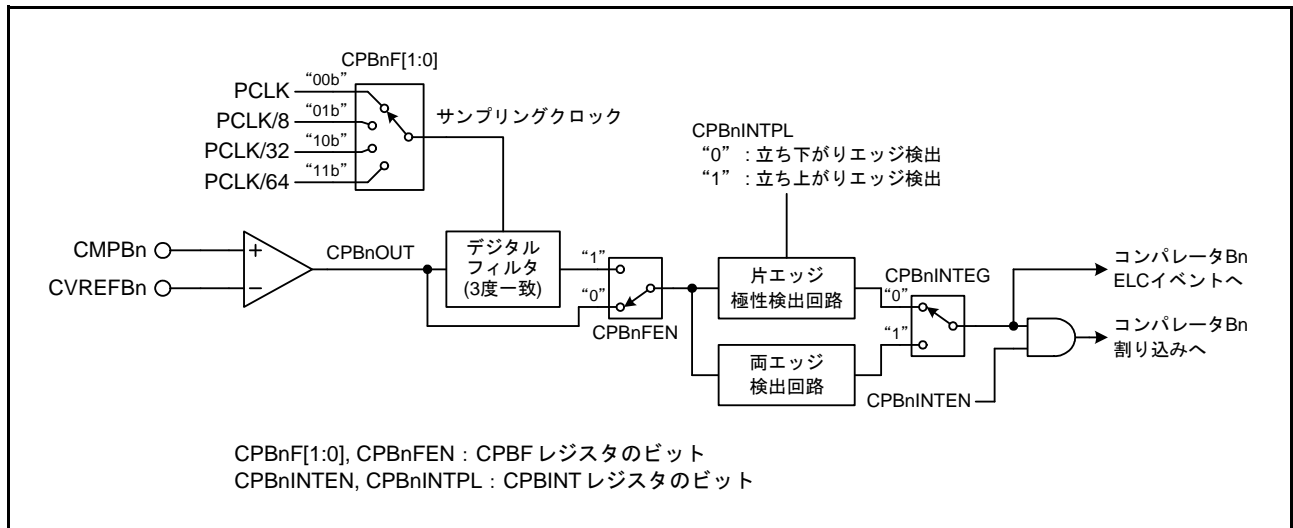 CPBnF[1:0]
PCLK
“00b”
PCLK/8
“01b”
PCLK/32
“10b”
PCLK/64
“11b”
サンプリングクロック
CPBnINTPL
“0” : 立ち下がりエッジ検出
“1” : 立ち上がりエッジ検出
CMPBn
CVREFBn
+
−
CPBnOUT
デジタル
フィルタ
(3度一致)
“1”
“0”
CPBnFEN
片エッジ
極性検出回路
両エッジ
検出回路
CPBnINTEG
“0”
“1”
CPBnINTEN
コンパレータBn
ELCイベントへ
コンパレータBn
割り込みへ
CPBnF[1:0], CPBnFEN : CPBF レジスタのビット
CPBnINTEN, CPBnINTPL : CPBINT レジスタのビット